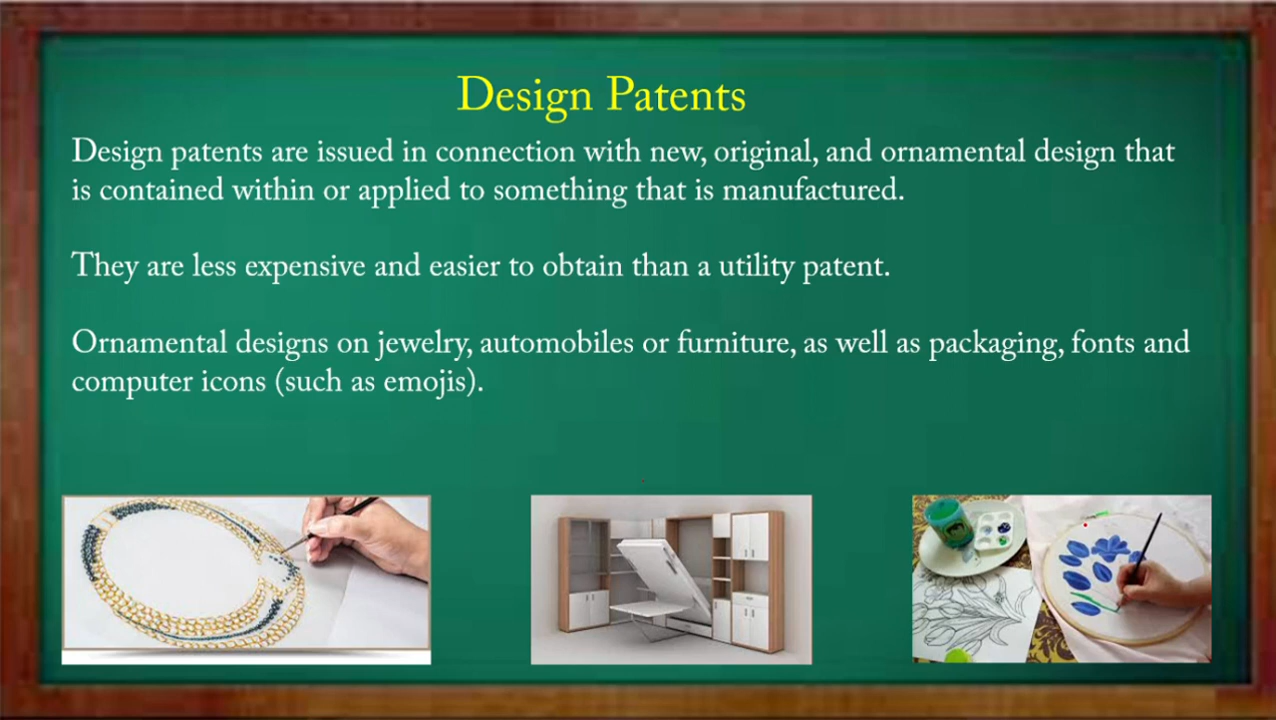 Design Patents
Design patents are issued in connection with new, original, and ornamental design that
is contained within or applied to something that is manufactured.
They are less expensive and easier to obtain than a utility patent.
Ornamental designs on jewelry, automobiles or furniture, as well as packaging, fonts and
computer icons (such as emojis).